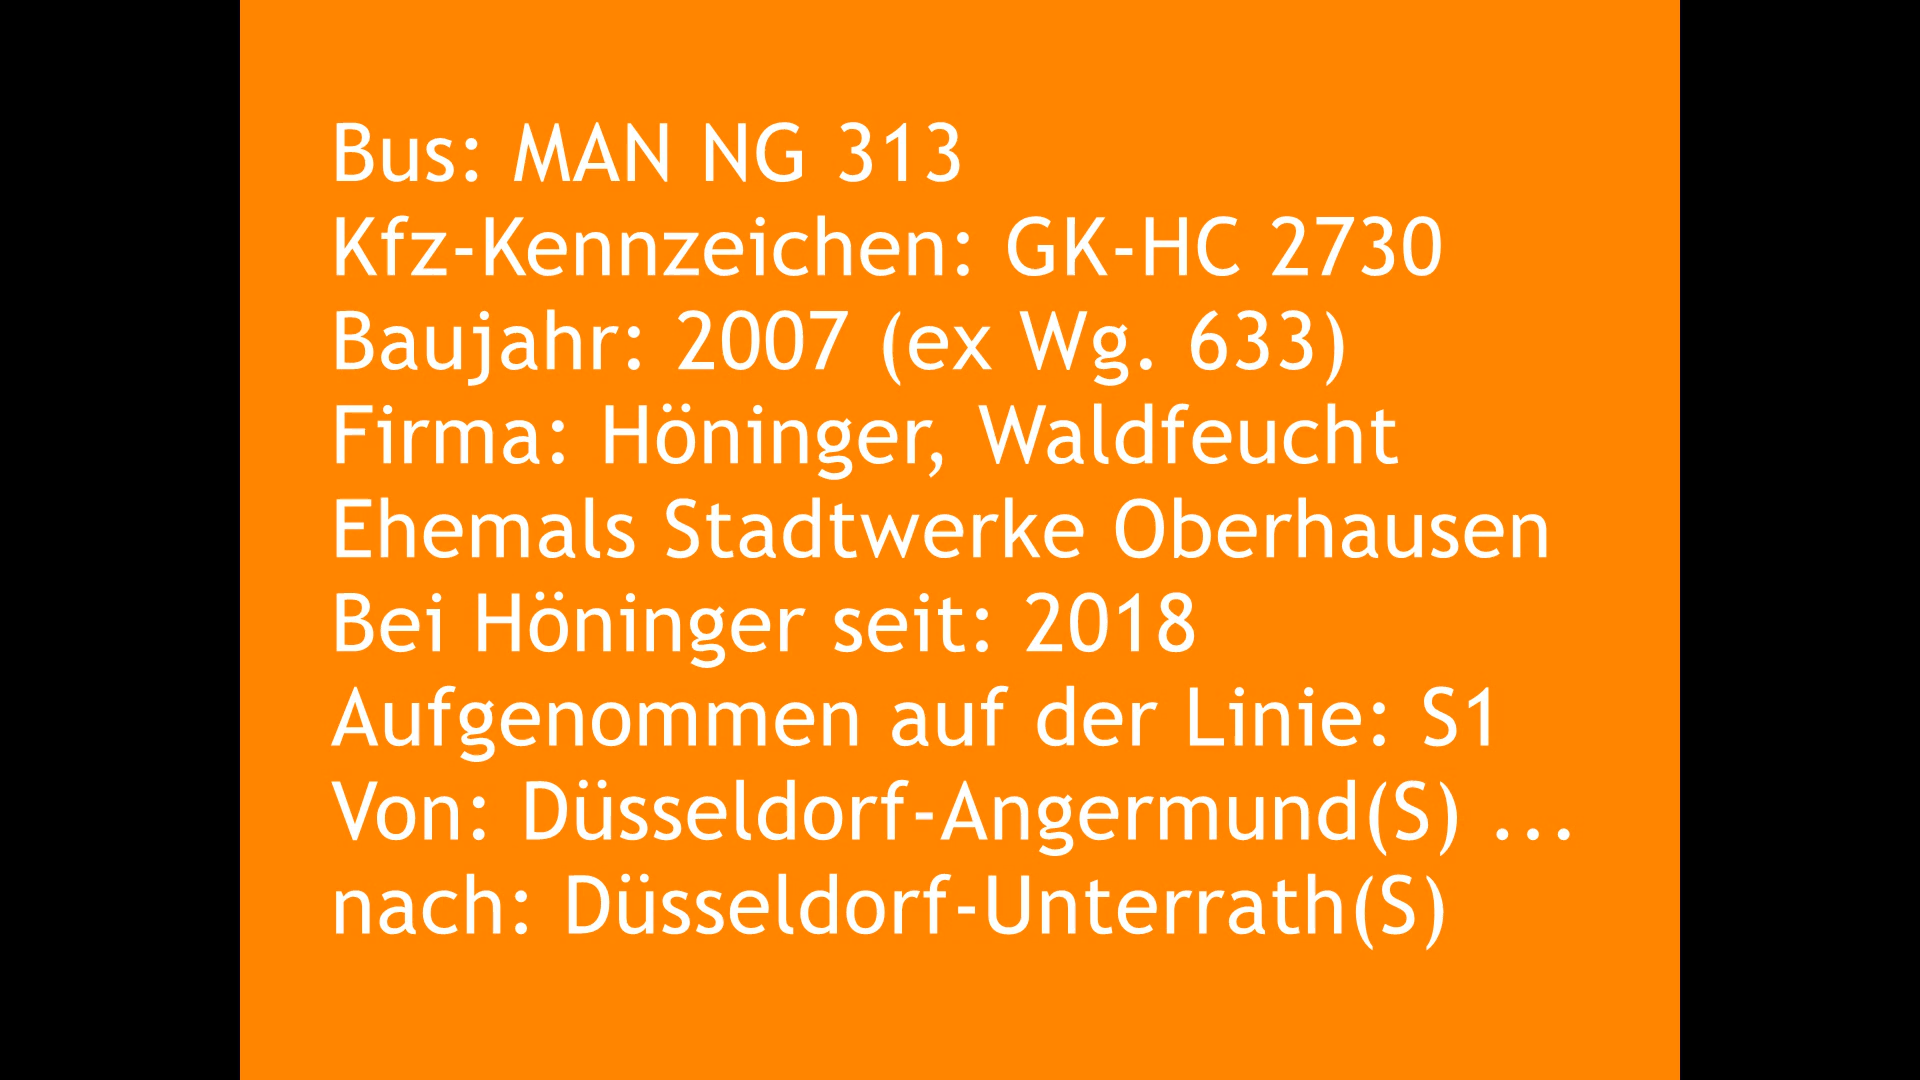 Bus: MAN NG 313
Kfz-Kennzeichen: GK-HC 2730
Baujahr: 2007 (ex Wg. 633)
Firma: Höninger, Waldfeucht
Ehemals Stadtwerke Oberhausen
Bei Höninger seit: 2018
Aufgenommen auf der Linie: S1
Von: Düsseldorf-Angermund(S) ...
nach: Düsseldorf-Unterrath(S)